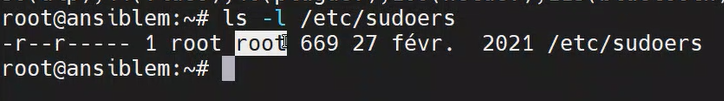 root@ansiblem:~# ls -l /etc/sudoers
-r--r----- 1 root root 669 27 févr.  2021 /etc/sudoers
root@ansiblem:~#